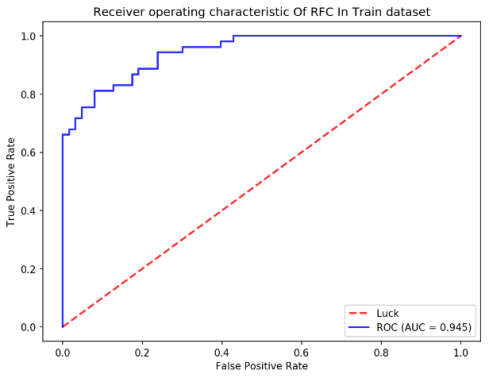 Receiver operating characteristic Of RFC In Train dataset
True Positive Rate
1.0
0.8
0.6
0.4
0.2
0.0
0.0 0.2 0.4 0.6 0.8 1.0
False Positive Rate
Luck
ROC (AUC = 0.945)